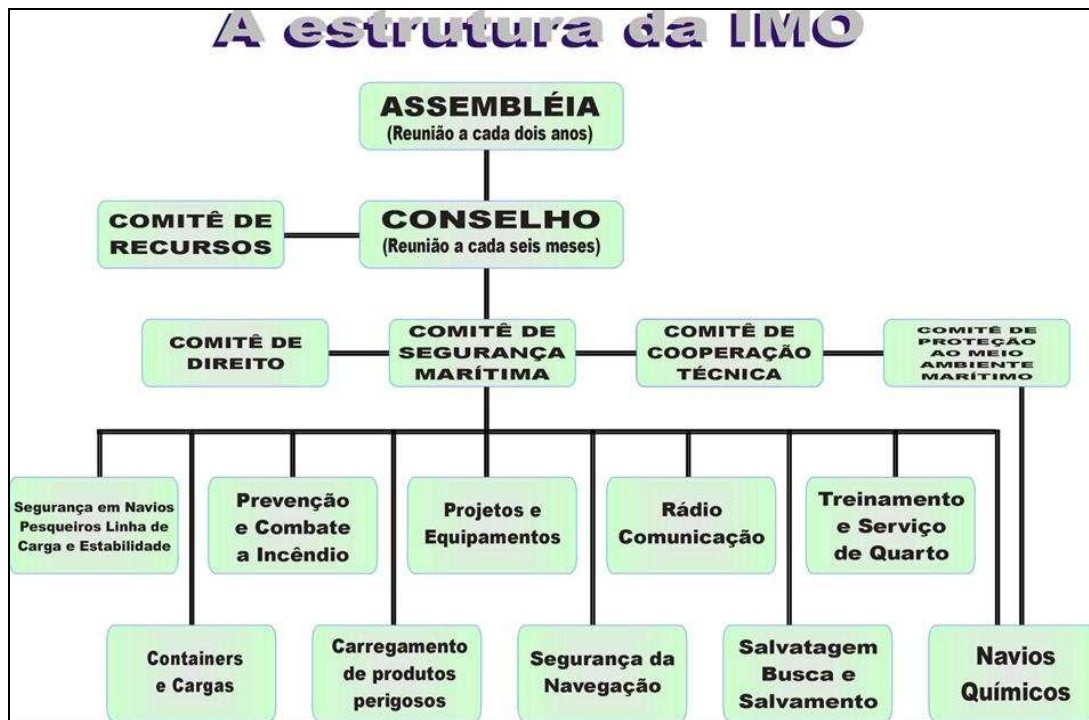 A estrutura da IMO
ASSEMBLÉIA
(Reunião a cada dois anos)
COMITÊ DE
RECURSOS
CONSELHO
(Reunião a cada seis meses)
COMITÊ DE
DIREITO
COMITÊ DE
SEGURANÇA
MARÍTIMA
COMITÊ DE
COOPERAÇÃO
TÉCNICA
COMITÊ DE
PROTEÇÃO
AO MEIO
AMBIENTE
MARÍTIMO
Segurança em Navios
Pesqueiros Linha de
Carga e Estabilidade
Prevenção
e Combate
a Incêndio
Projetos e
Equipamentos
Rádio
Comunicação
Treinamento
e Serviço
de Quarto
Containers
e Cargas
Carregamento
de produtos
perigosos
Segurança da
Navegação
Salvatagem
Busca e
Salvamento
Navios
Químicos